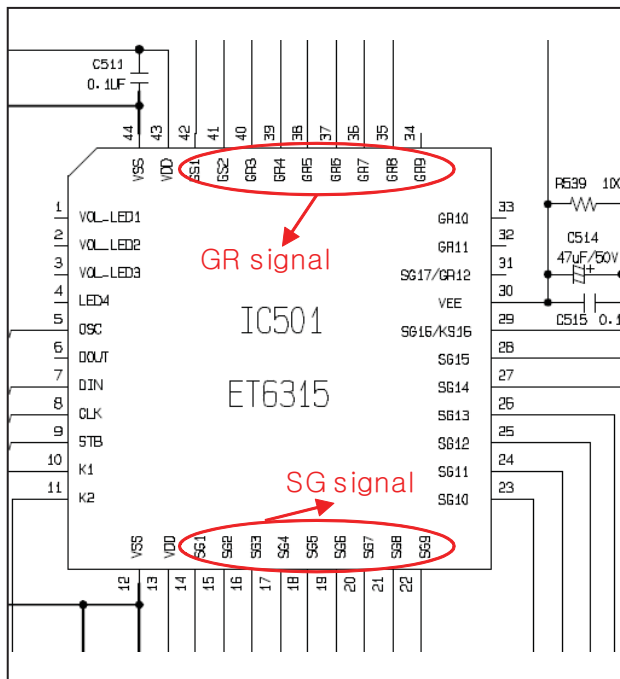 C511
0.1UF
44 43 42 41 40 39 38 37 36 35 34
VSS VDD GS1 GS2 GR3 GR4 GR5 GR6 GR7 GR8 GR9
1 VOL_LED1
2 VOL_LED2
3 VOL_LED3
4 LED4
5 OSC
6 DOUT
7 DIN
8 CLK
9 STB
10 K1
11 K2
GR signal
IC501
ET6315
SG signal
GR10 33
GR11 32
SG17/GR12 31
VEE 30
SG16/KS16 29
SG15 28
SG14 27
SG13 26
SG12 25
SG11 24
SG10 23
R539
C514
47uF/50V
+
C515 0.1
VSS VDD SG1 SG2 SG3 SG4 SG5 SG6 SG7 SG8 SG9
12 13 14 15 16 17 18 19 20 21 22